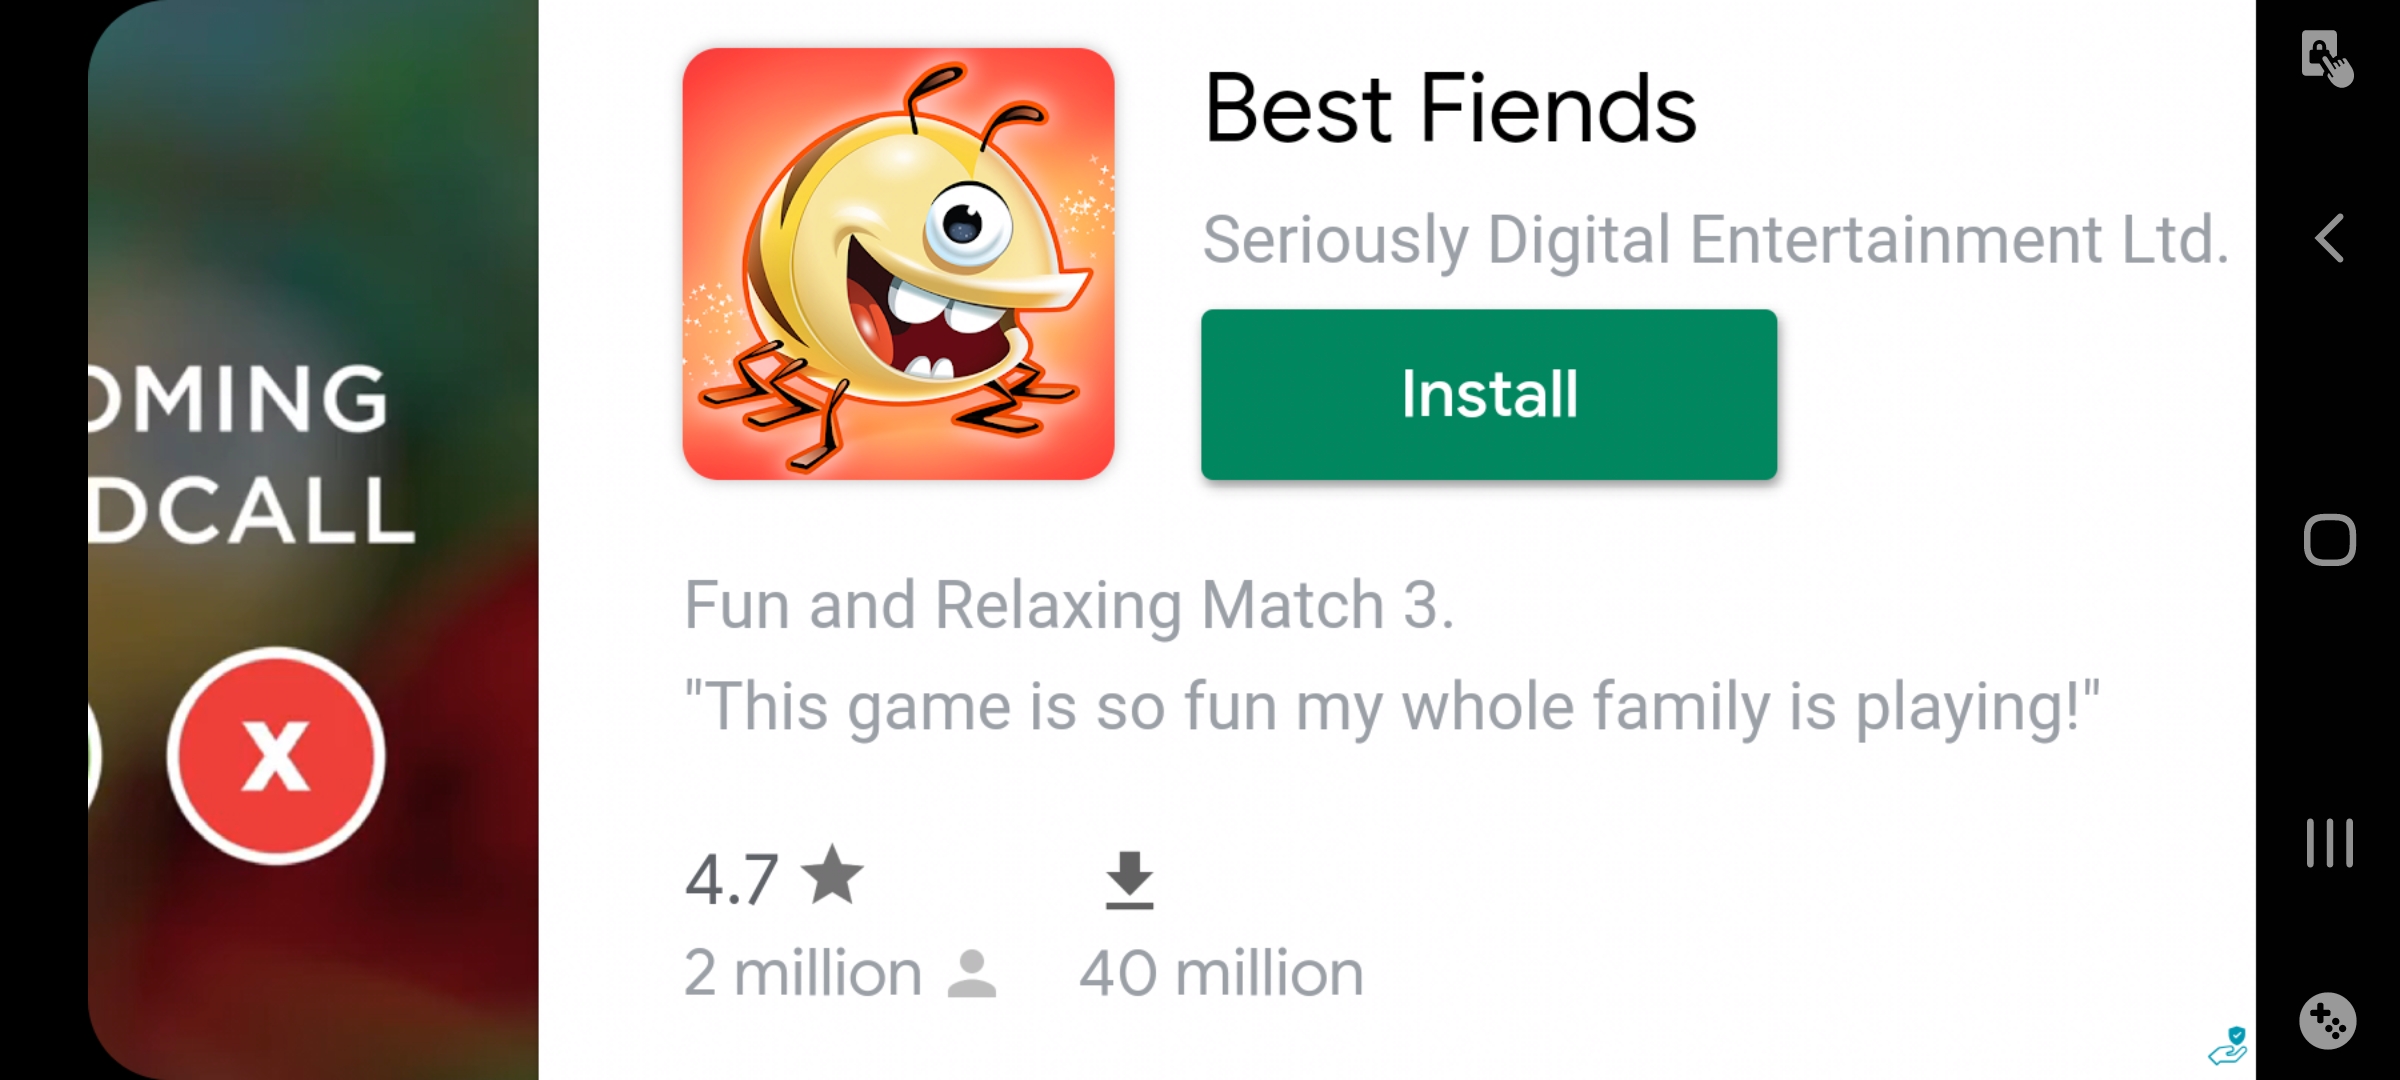 OMING
DCALL
X
Best Fiends
Seriously Digital Entertainment Ltd.
Install
Fun and Relaxing Match 3.
"This game is so fun my whole family is playing!"
4.7
2 million
40 million